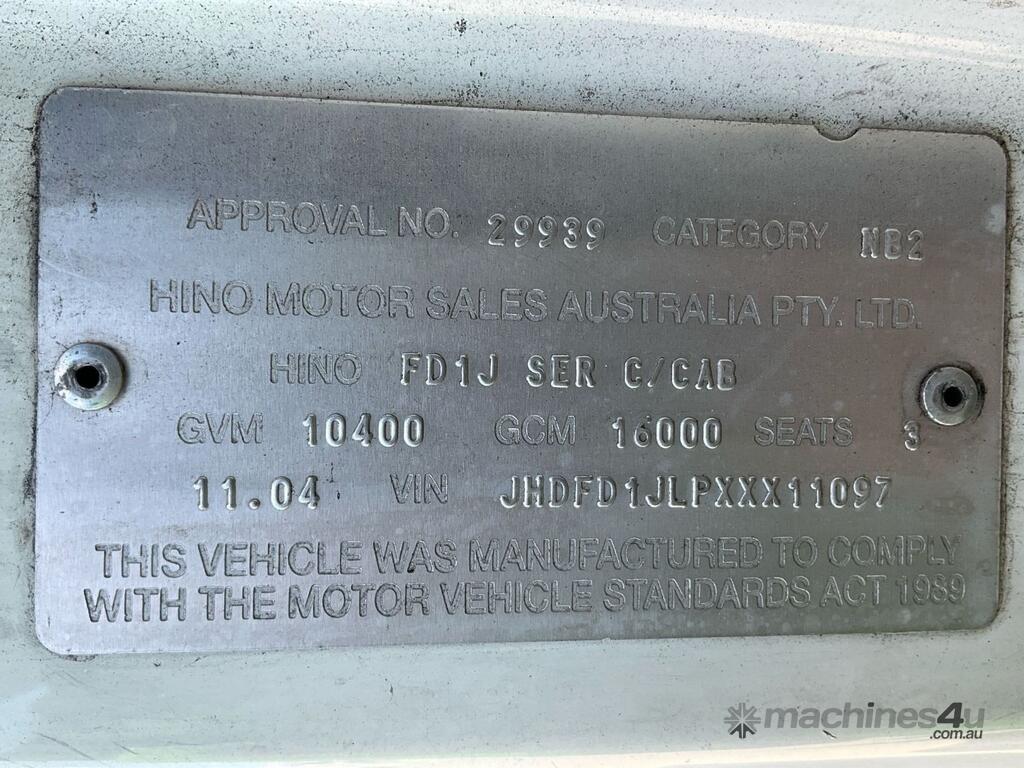 APPROVAL NO. 29939 CATEGORY NB2
HINO MOTOR SALES AUSTRALIA PTY. LTD.
HINO FD1J SER C/CAB
GVM 10400 GCM 16000 SEATS 3
11.04 VIN JHDFD1JLPXXX11097
THIS VEHICLE WAS MANUFACTURED TO COMPLY
WITH THE MOTOR VEHICLE STANDARDS ACT 1989
machines4u
.com.au